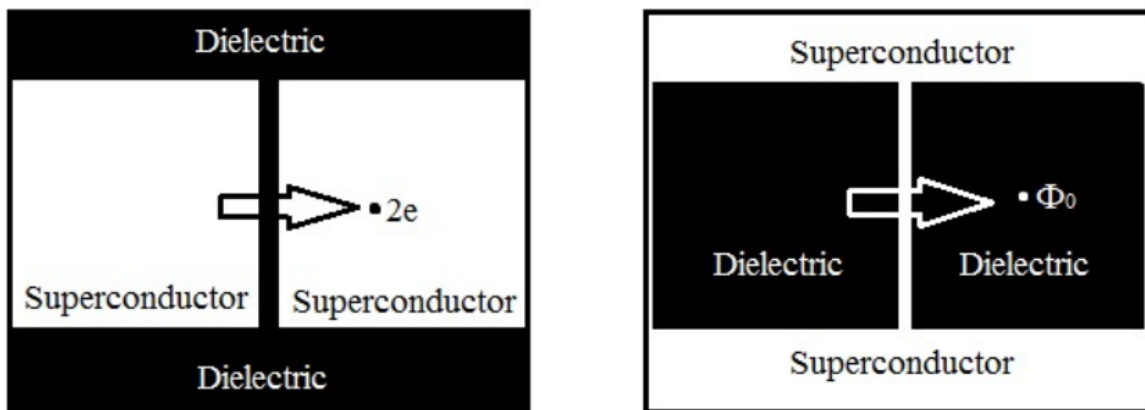 Dielectric
2e
Superconductor Superconductor
Dielectric
Superconductor
Φ₀
Dielectric Dielectric
Superconductor